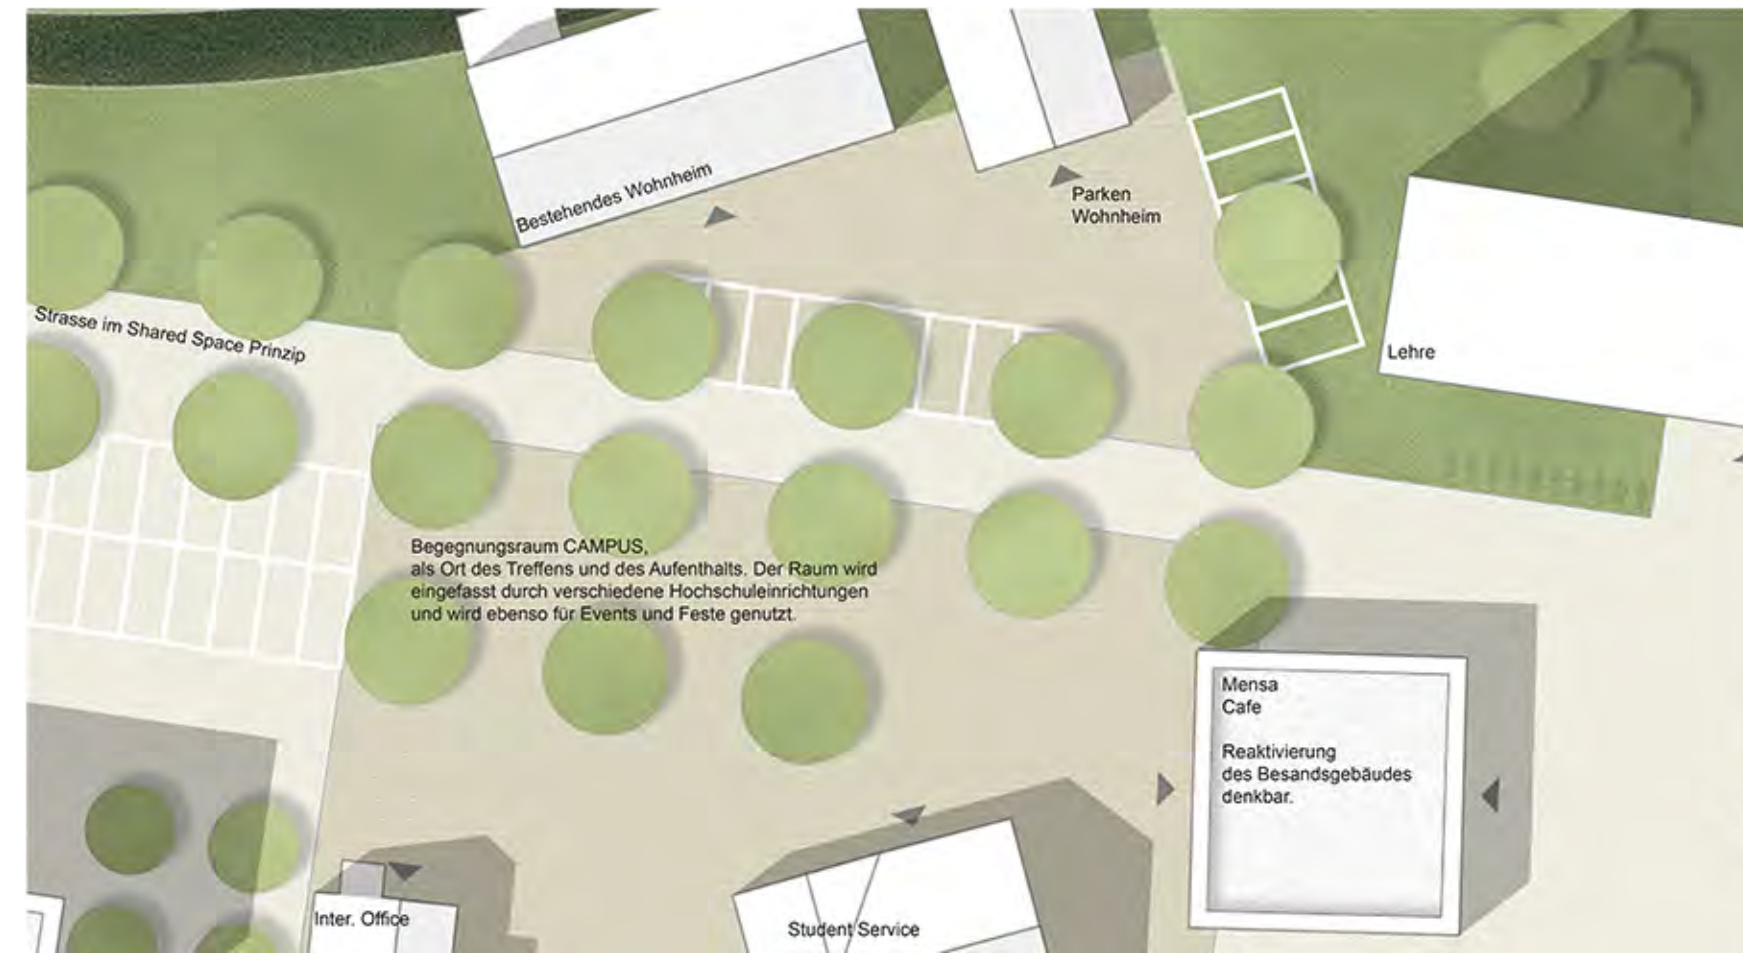 Bestehendes Wohnheim
Parken
Wohnheim
Strasse im Shared Space Prinzip
Lehre
Begegnungsraum CAMPUS,
als Ort des Treffens und des Aufenthalts. Der Raum wird
eingefasst durch verschiedene Hochschuleinrichtungen
und wird ebenso für Events und Feste genutzt.
Mensa
Cafe
Reaktivierung
des Besandsgebäudes
denkbar.
Inter. Office
Student Service